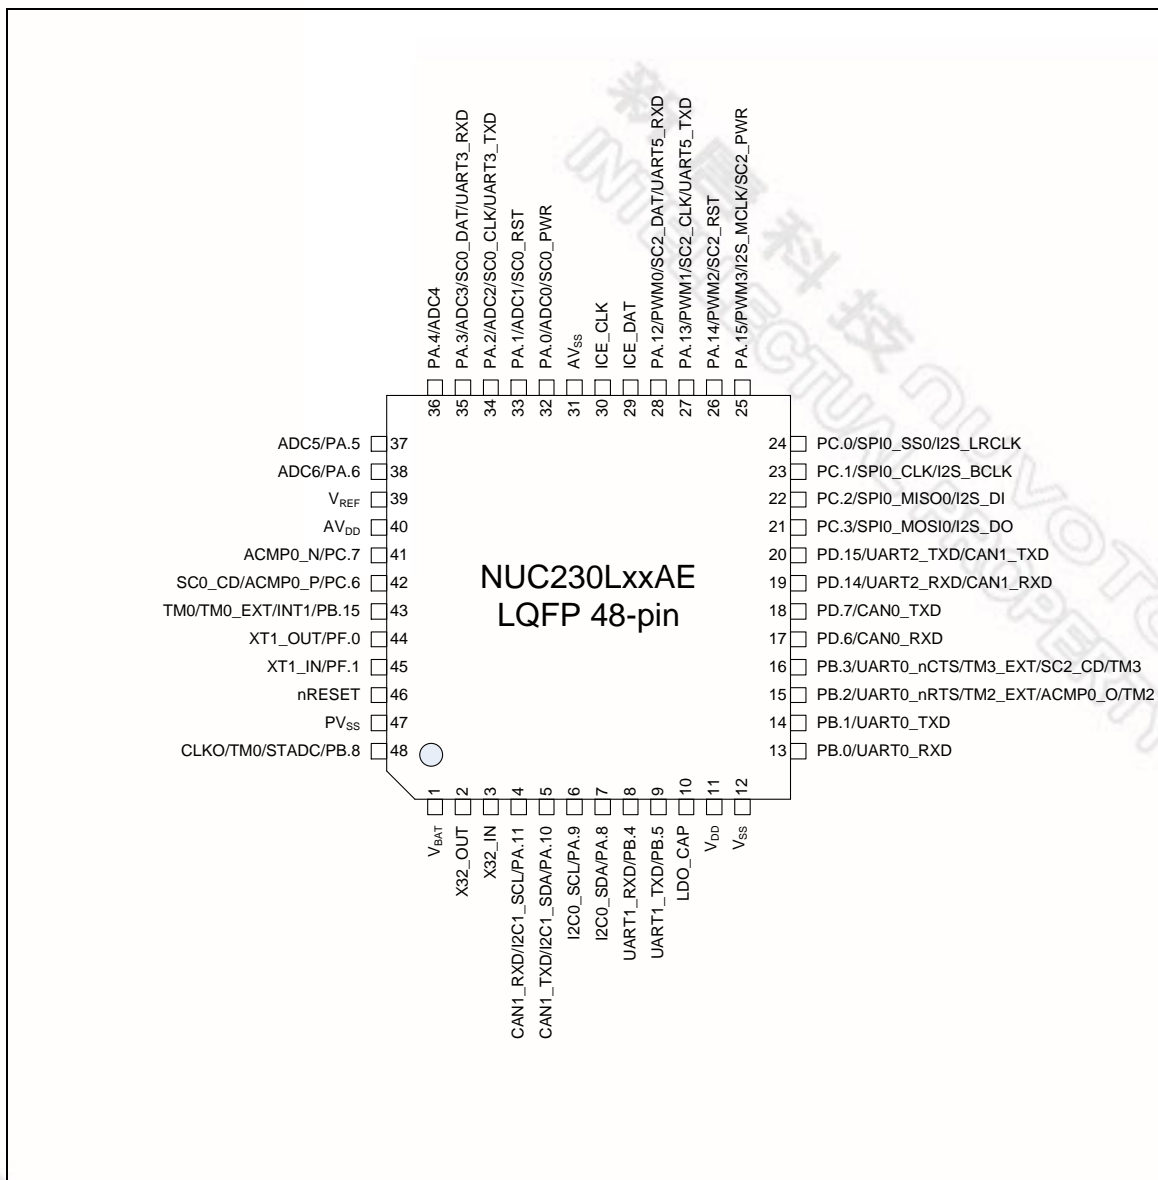 新唐科技 nuvoTo
INTELLECTUAL PROPERTY
PA.4/ADC4
PA.3/ADC3/SC0_DAT/UART3_RXD
PA.2/ADC2/SC0_CLK/UART3_TXD
PA.1/ADC1/SC0_RST
PA.0/ADC0/SC0_PWR
AVSS
ICE_CLK
ICE_DAT
PA.12/PWM0/SC2_DAT/UART5_RXD
PA.13/PWM1/SC2_CLK/UART5_TXD
PA.14/PWM2/SC2_RST
PA.15/PWM3/I2S_MCLK/SC2_PWR
36 35 34 33 32 31 30 29 28 27 26 25
ADC5/PA.5 37
ADC6/PA.6 38
VREF 39
AVDD 40
ACMP0_N/PC.7 41
SC0_CD/ACMP0_P/PC.6 42
TM0/TM0_EXT/INT1/PB.15 43
XT1_OUT/PF.0 44
XT1_IN/PF.1 45
nRESET 46
PVSS 47
CLKO/TM0/STADC/PB.8 48
NUC230LxxAE
LQFP 48-pin
24 PC.0/SPI0_SS0/I2S_LRCLK
23 PC.1/SPI0_CLK/I2S_BCLK
22 PC.2/SPI0_MISO0/I2S_DI
21 PC.3/SPI0_MOSI0/I2S_DO
20 PD.15/UART2_TXD/CAN1_TXD
19 PD.14/UART2_RXD/CAN1_RXD
18 PD.7/CAN0_TXD
17 PD.6/CAN0_RXD
16 PB.3/UART0_nCTS/TM3_EXT/SC2_CD/TM3
15 PB.2/UART0_nRTS/TM2_EXT/ACMP0_O/TM2
14 PB.1/UART0_TXD
13 PB.0/UART0_RXD
1 2 3 4 5 6 7 8 9 10 11 12
VBAT
X32_OUT
X32_IN
CAN1_RXD/I2C1_SCL/PA.11
CAN1_TXD/I2C1_SDA/PA.10
I2C0_SCL/PA.9
I2C0_SDA/PA.8
UART1_RXD/PB.4
UART1_TXD/PB.5
LDO_CAP
VDD
VSS